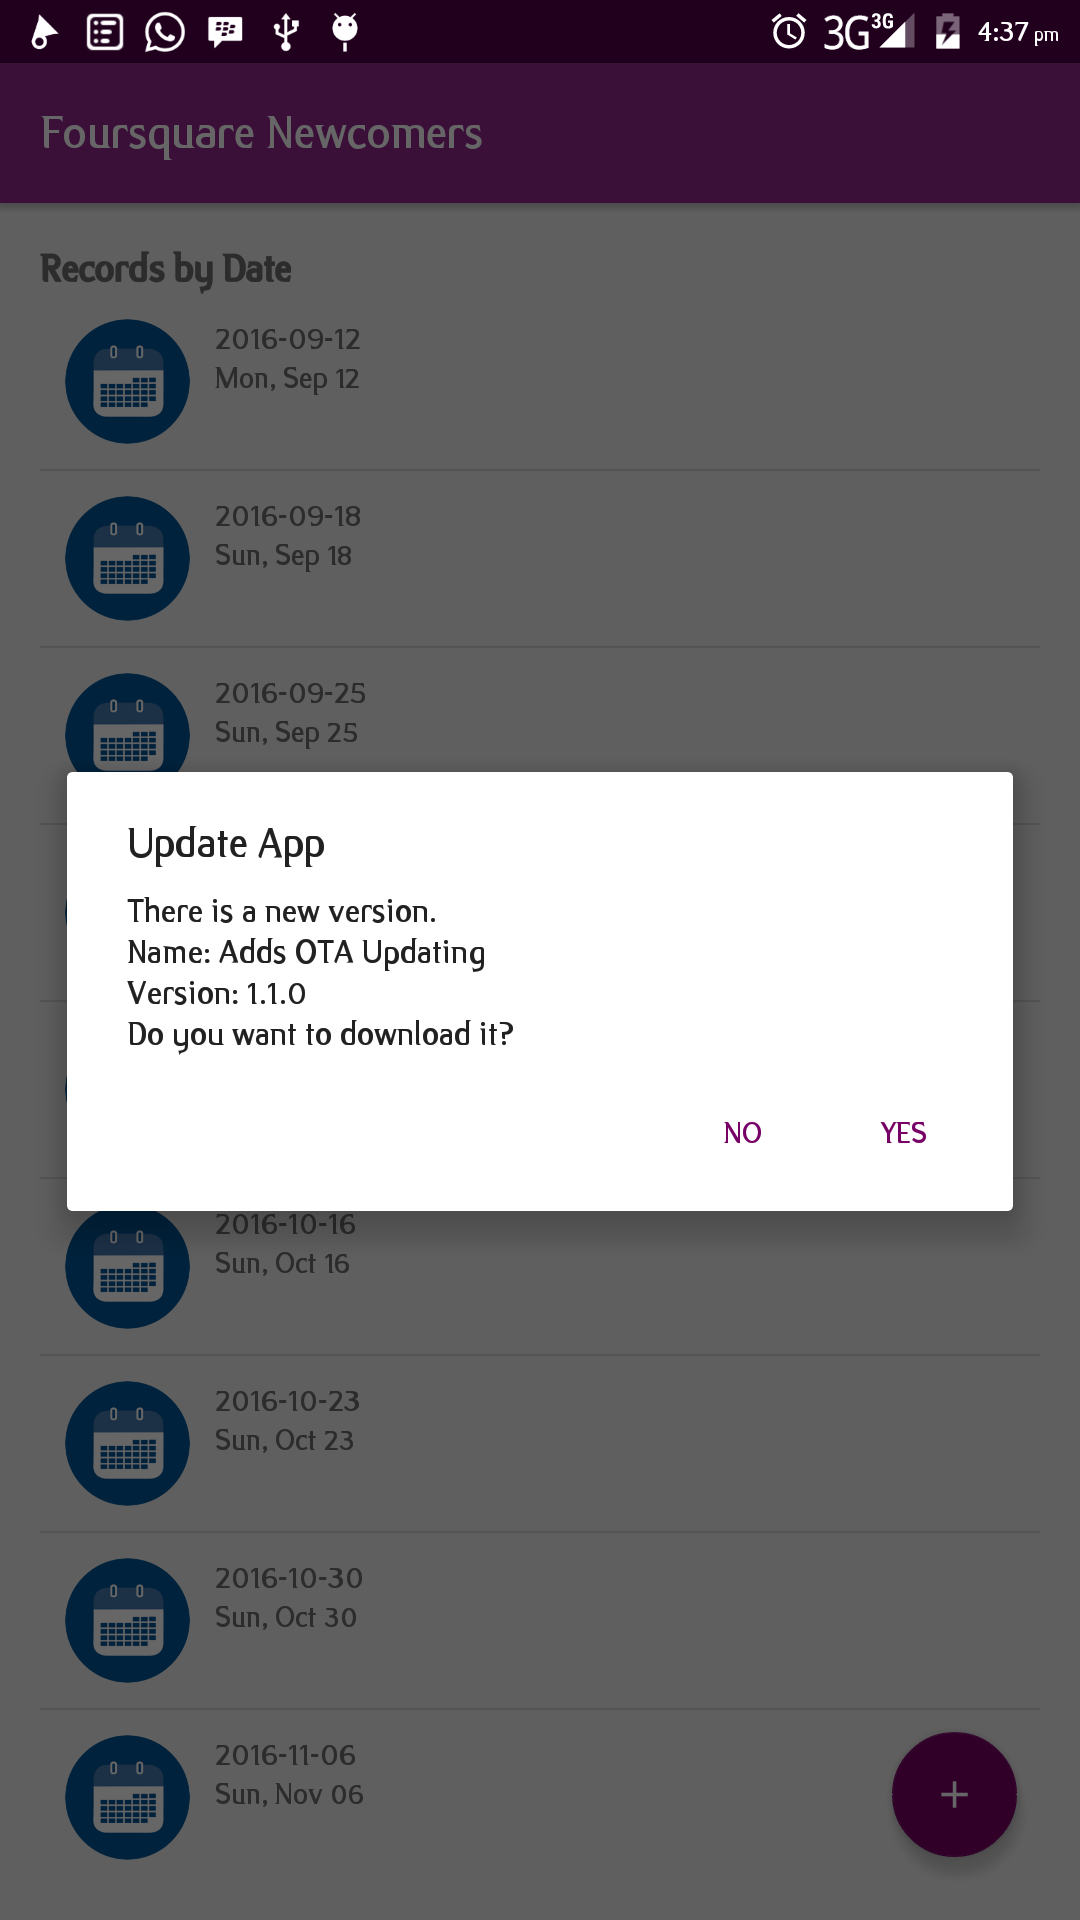 3G 3G 4:37 pm
Foursquare Newcomers
Records by Date
2016-09-12
Mon, Sep 12
2016-09-18
Sun, Sep 18
2016-09-25
Sun, Sep 25
Update App
There is a new version.
Name: Adds OTA Updating
Version: 1.1.0
Do you want to download it?
NO YES
2016-10-16
Sun, Oct 16
2016-10-23
Sun, Oct 23
2016-10-30
Sun, Oct 30
2016-11-06
Sun, Nov 06
+